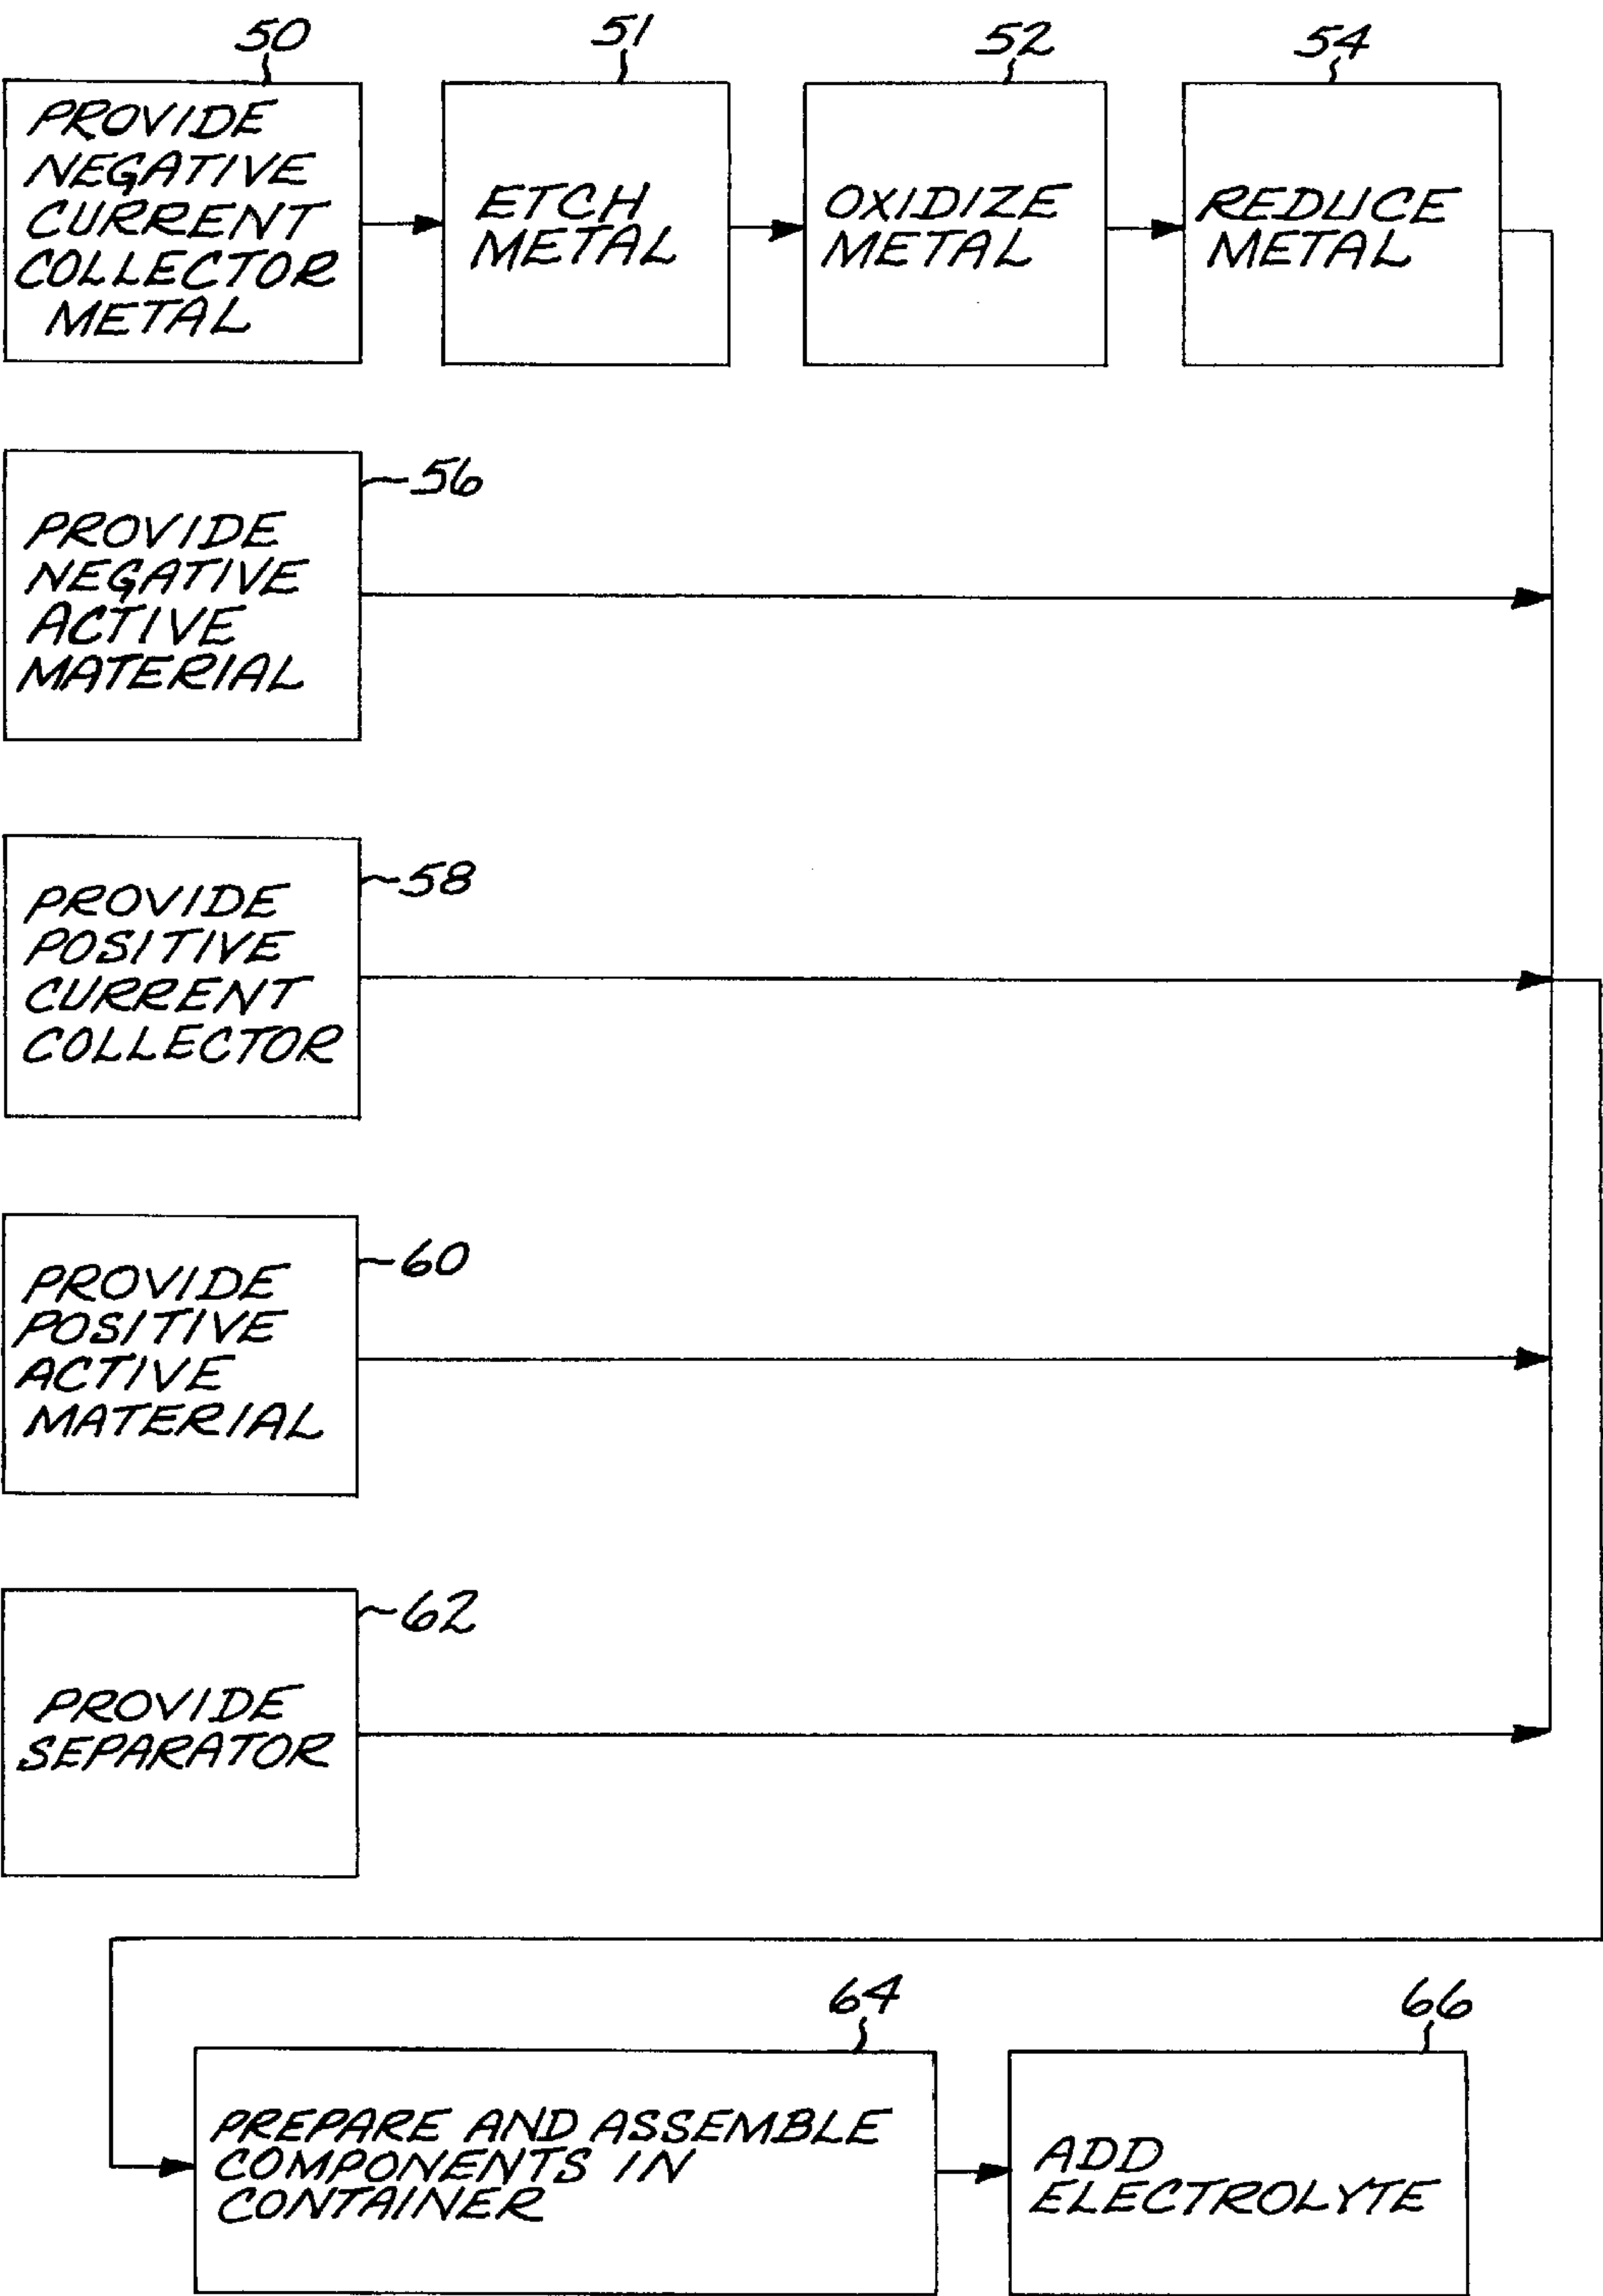 50
51
52
54
PROVIDE
NEGATIVE
CURRENT
COLLECTOR
METAL
ETCH
METAL
OXIDIZE
METAL
REDUCE
METAL
56
PROVIDE
NEGATIVE
ACTIVE
MATERIAL
58
PROVIDE
POSITIVE
CURRENT
COLLECTOR
60
PROVIDE
POSITIVE
ACTIVE
MATERIAL
62
PROVIDE
SEPARATOR
64
66
PREPARE AND ASSEMBLE
COMPONENTS IN
CONTAINER
ADD
ELECTROLYTE